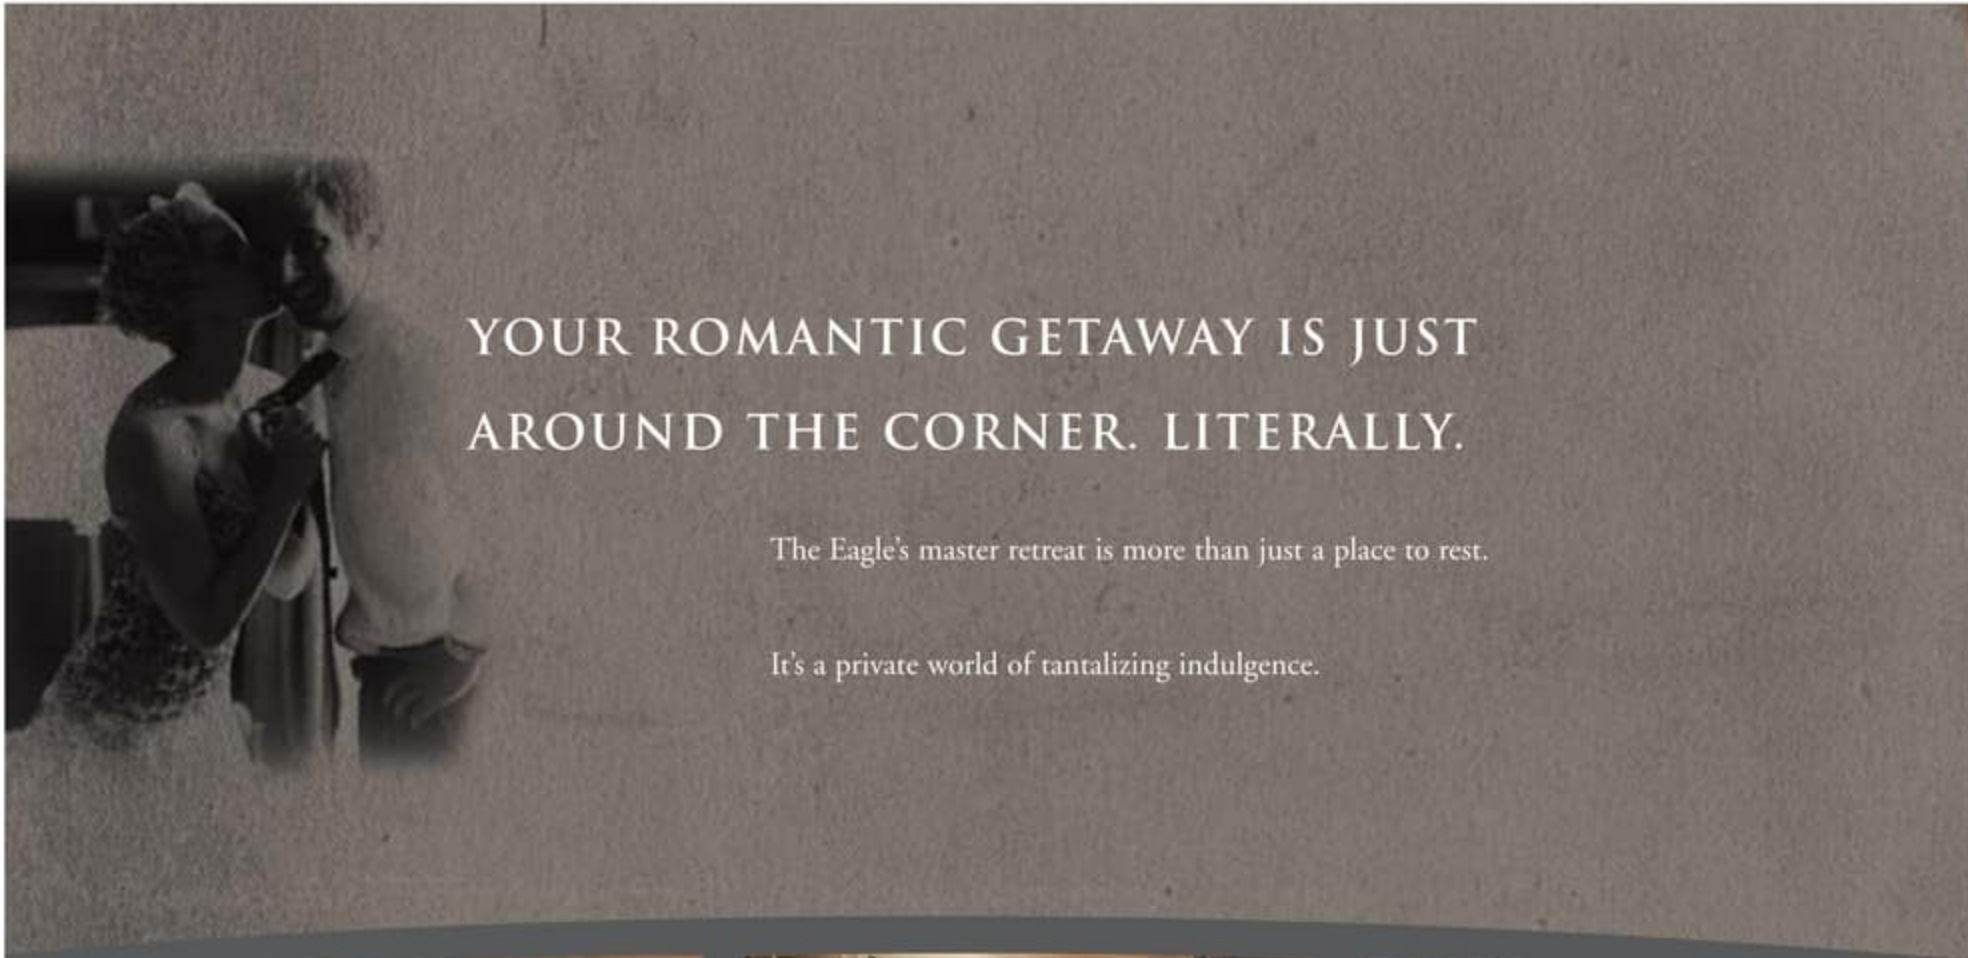 YOUR ROMANTIC GETAWAY IS JUST
AROUND THE CORNER. LITERALLY.
The Eagle's master retreat is more than just a place to rest.
It's a private world of tantalizing indulgence.